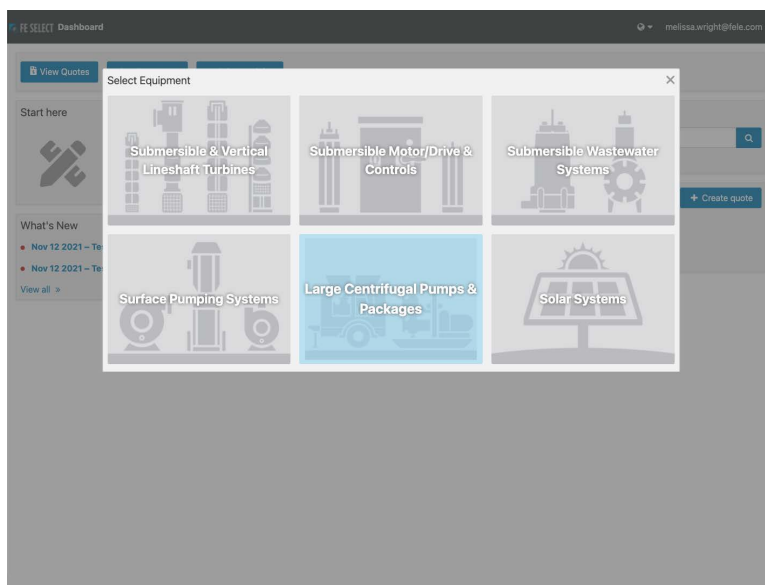 FE SELECT Dashboard
melissa.wright@fele.com
View Quotes
Select Equipment
Start here
Submersible & Vertical
Lineshaft Turbines
Submersible Motor/Drive &
Controls
Submersible Wastewater
Systems
+ Create quote
What's New
Nov 12 2021 – Te
Nov 12 2021 – Te
View all »
Surface Pumping Systems
Large Centrifugal Pumps &
Packages
Solar Systems